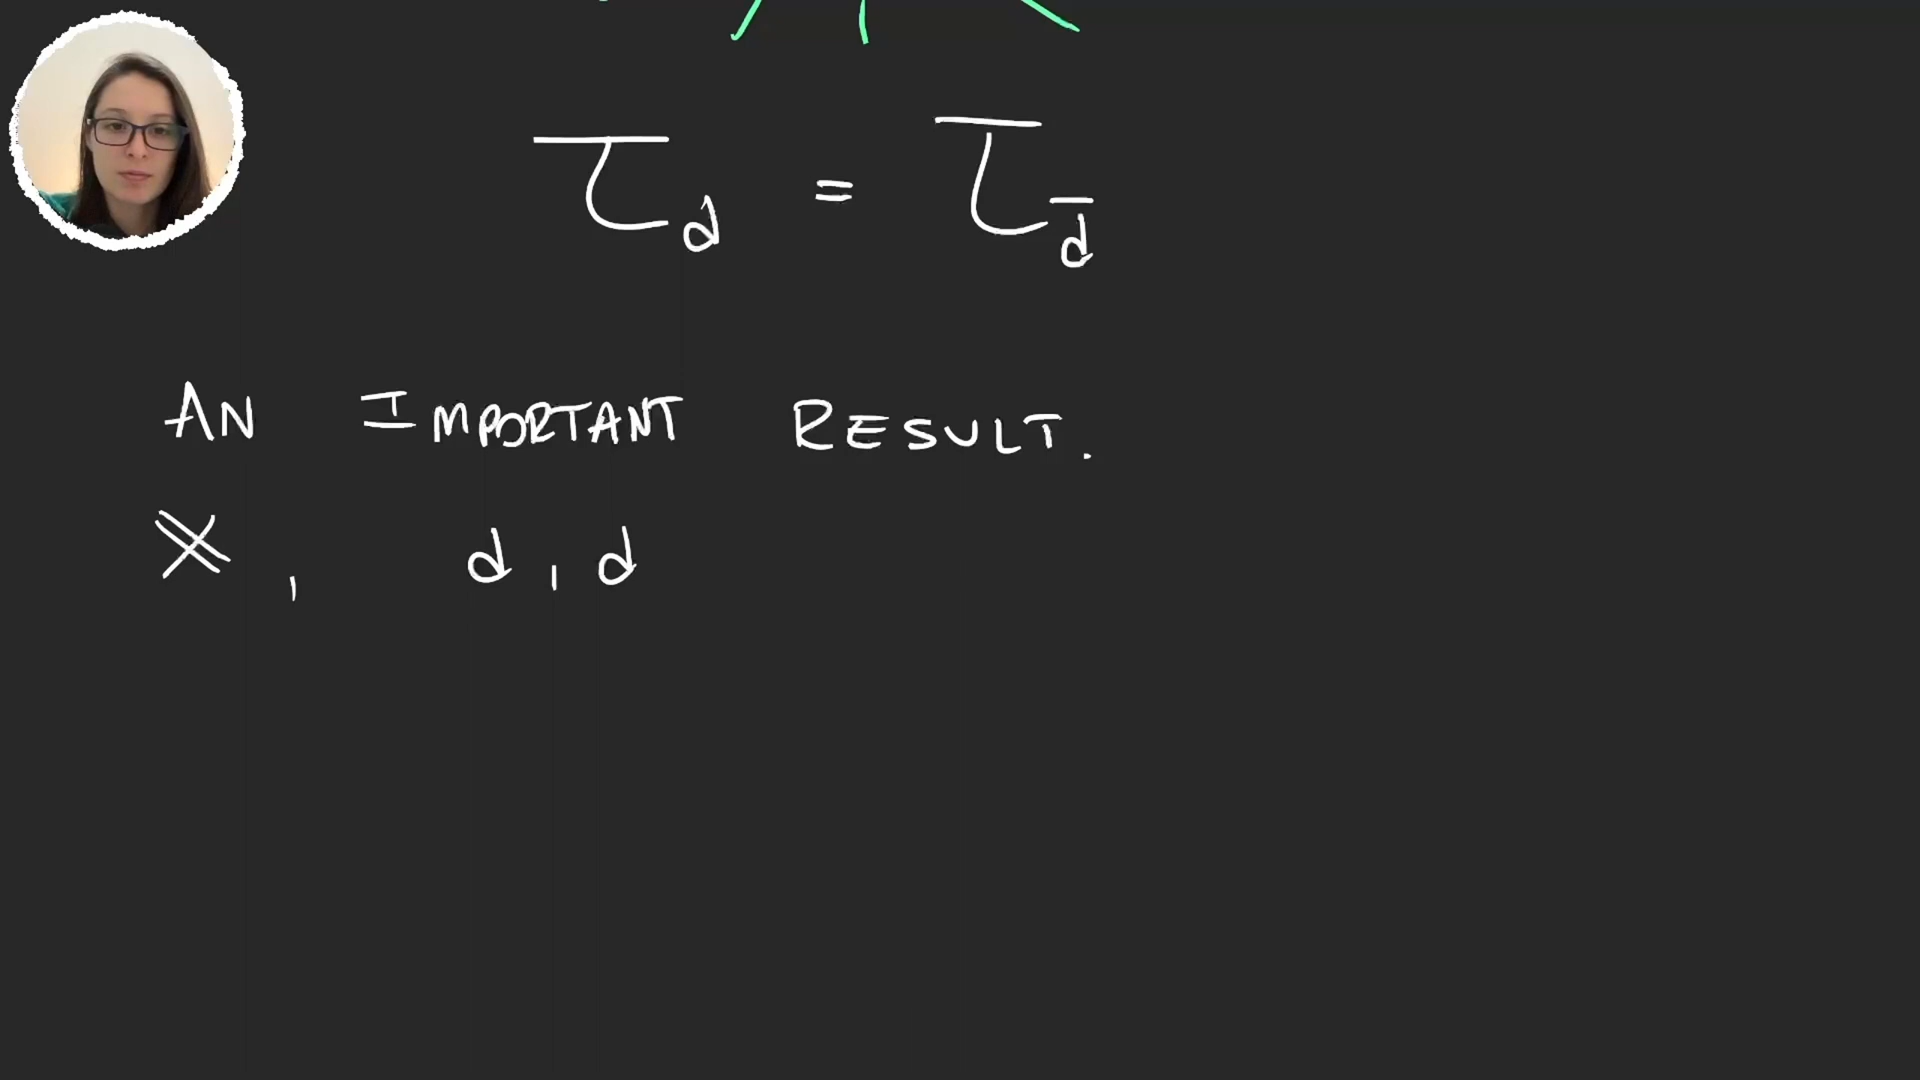 τ_d = τ_d̅
AN IMPORTANT RESULT.
𝕏, d, d